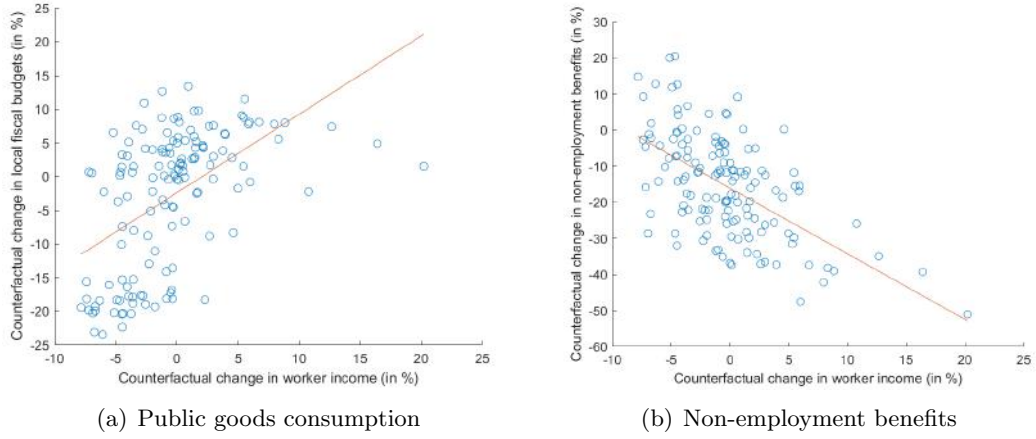 Counterfactual change in local fiscal budgets (in %)
25
20
15
10
5
0
-5
-10
-15
-20
-25
-10 -5 0 5 10 15 20 25
Counterfactual change in worker income (in %)
(a) Public goods consumption
Counterfactual change in non-employment benefits (in %)
30
20
10
0
-10
-20
-30
-40
-50
-60
-10 -5 0 5 10 15 20 25
Counterfactual change in worker income (in %)
(b) Non-employment benefits